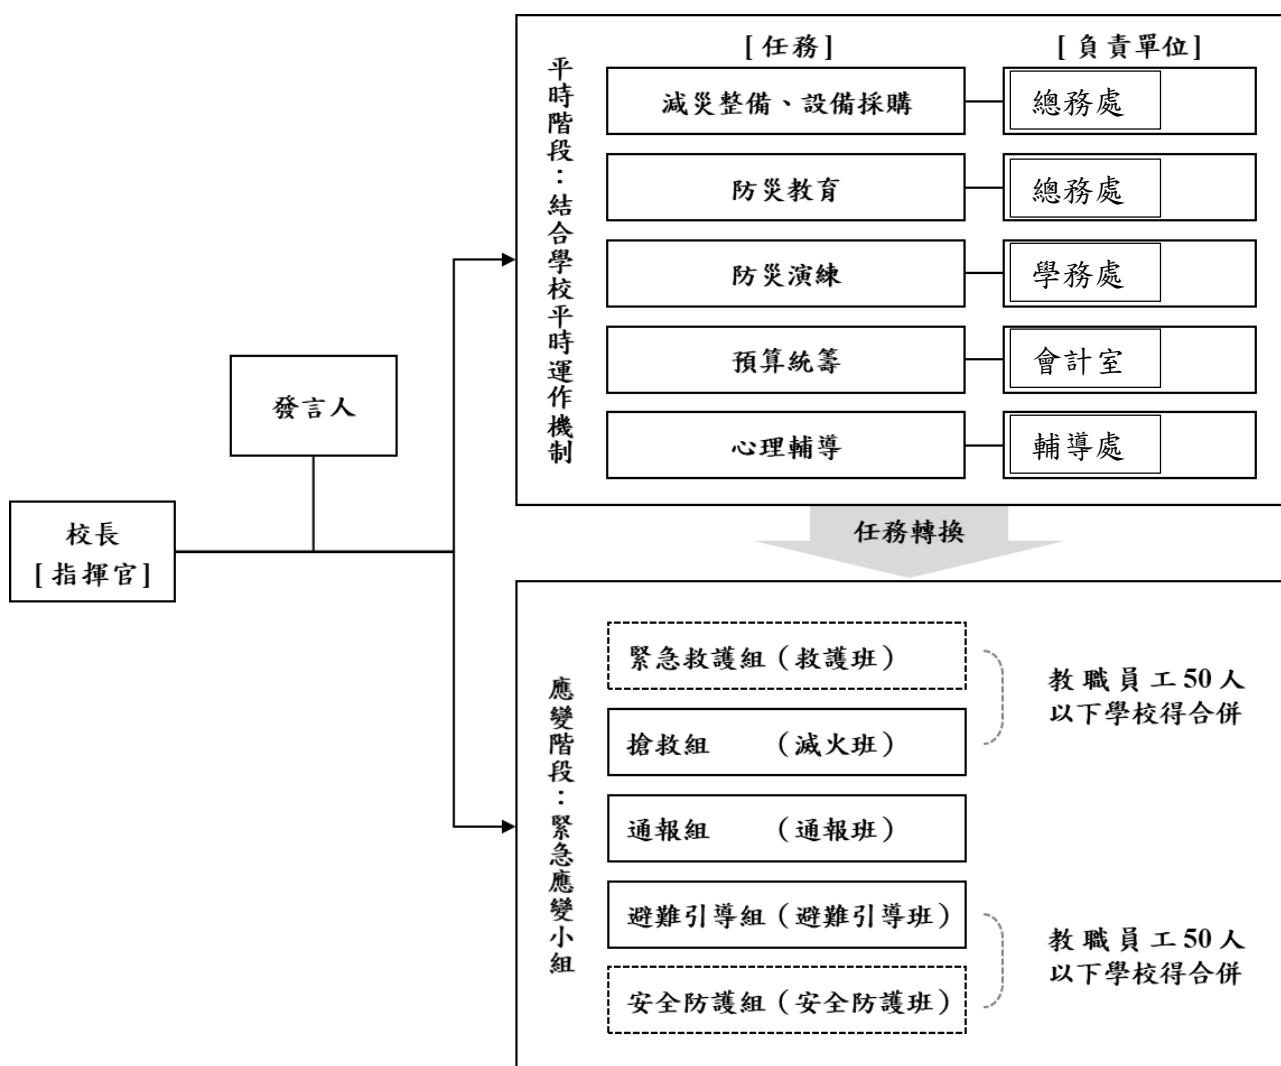 校長
[指揮官]
發言人
平時階段：結合學校平時運作機制
[任務]
[負責單位]
減災整備、設備採購
總務處
防災教育
總務處
防災演練
學務處
預算統籌
會計室
心理輔導
輔導處
任務轉換
應變階段：緊急應變小組
緊急救護組（救護班）
搶救組　　（滅火班）
教職員工50人
以下學校得合併
通報組　　（通報班）
避難引導組（避難引導班）
安全防護組（安全防護班）
教職員工50人
以下學校得合併